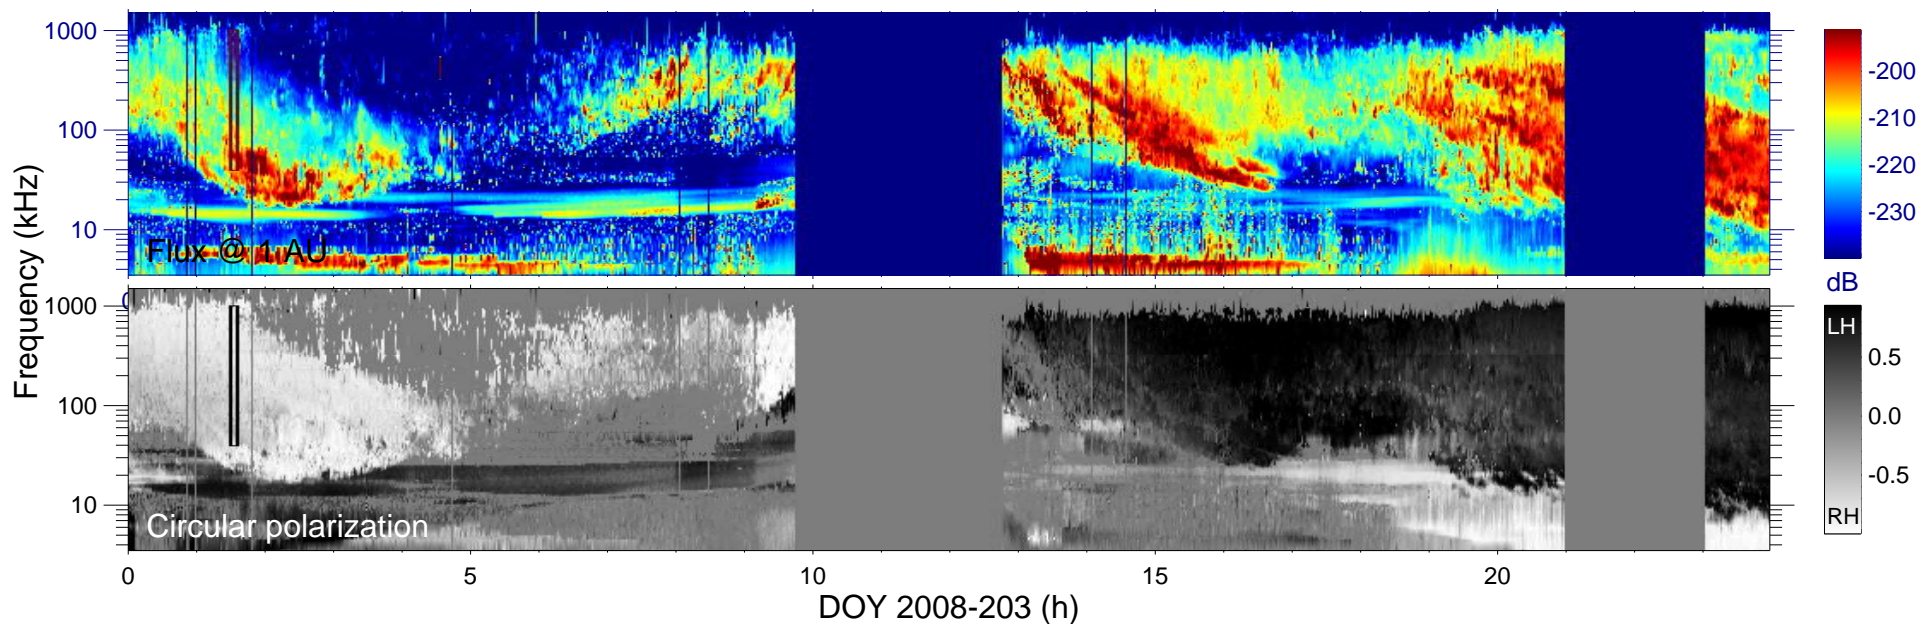 1000
100
10
Flux @ 1 AU
-200
-210
-220
-230
dB
0
Frequency (kHz)
1000
100
10
Circular polarization
LH
0.5
0.0
-0.5
RH
0
5
10
15
20
DOY 2008-203 (h)